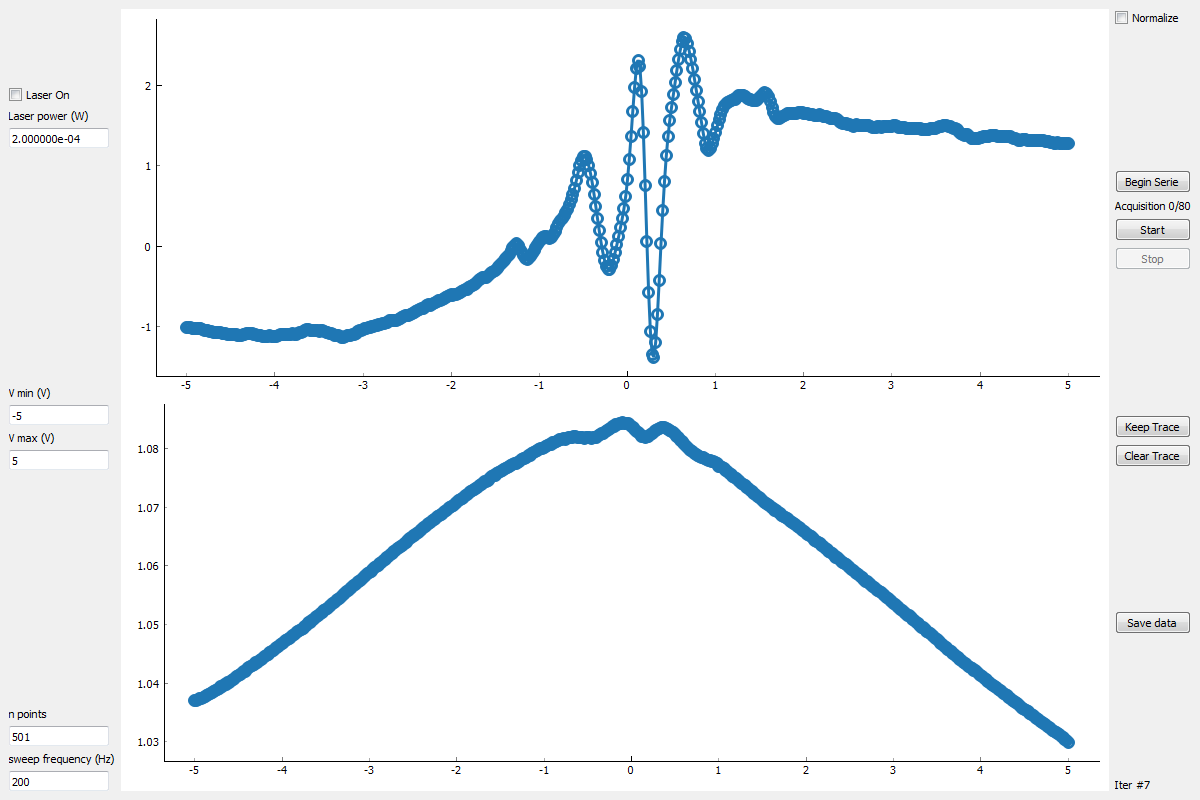 Normalize
Laser On
Laser power (W)
2.000000e-04
2
1
0
-1
-5 -4 -3 -2 -1 0 1 2 3 4 5
Begin Serie
Acquisition 0/80
Start
Stop
V min (V)
-5
V max (V)
5
1.08
1.07
1.06
1.05
1.04
1.03
-5 -4 -3 -2 -1 0 1 2 3 4 5
Keep Trace
Clear Trace
Save data
n points
501
sweep frequency (Hz)
200
Iter #7